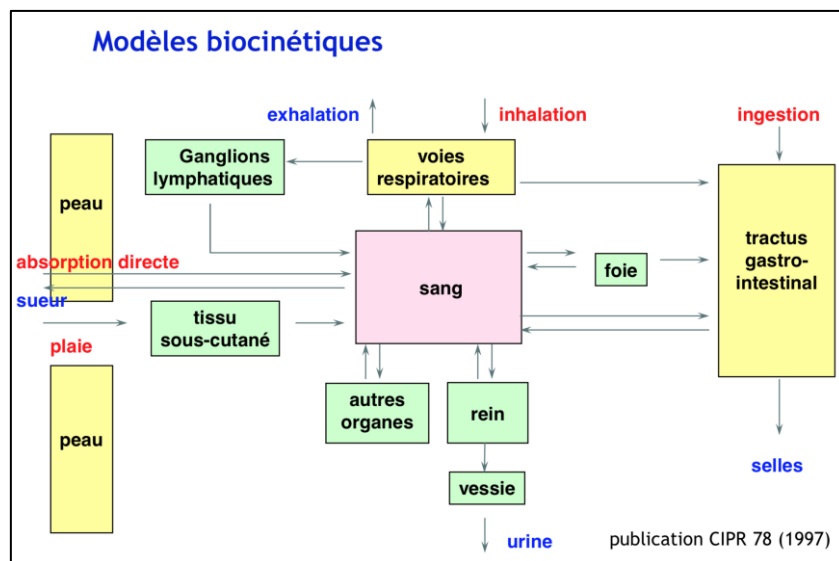 Modèles biocinétiques
exhalation
inhalation
ingestion
Ganglions
lymphatiques
voies
respiratoires
peau
absorption directe
sueur
sang
foie
tractus
gastro-
intestinal
tissu
sous-cutané
plaie
peau
autres
organes
rein
vessie
selles
urine
publication CIPR 78 (1997)